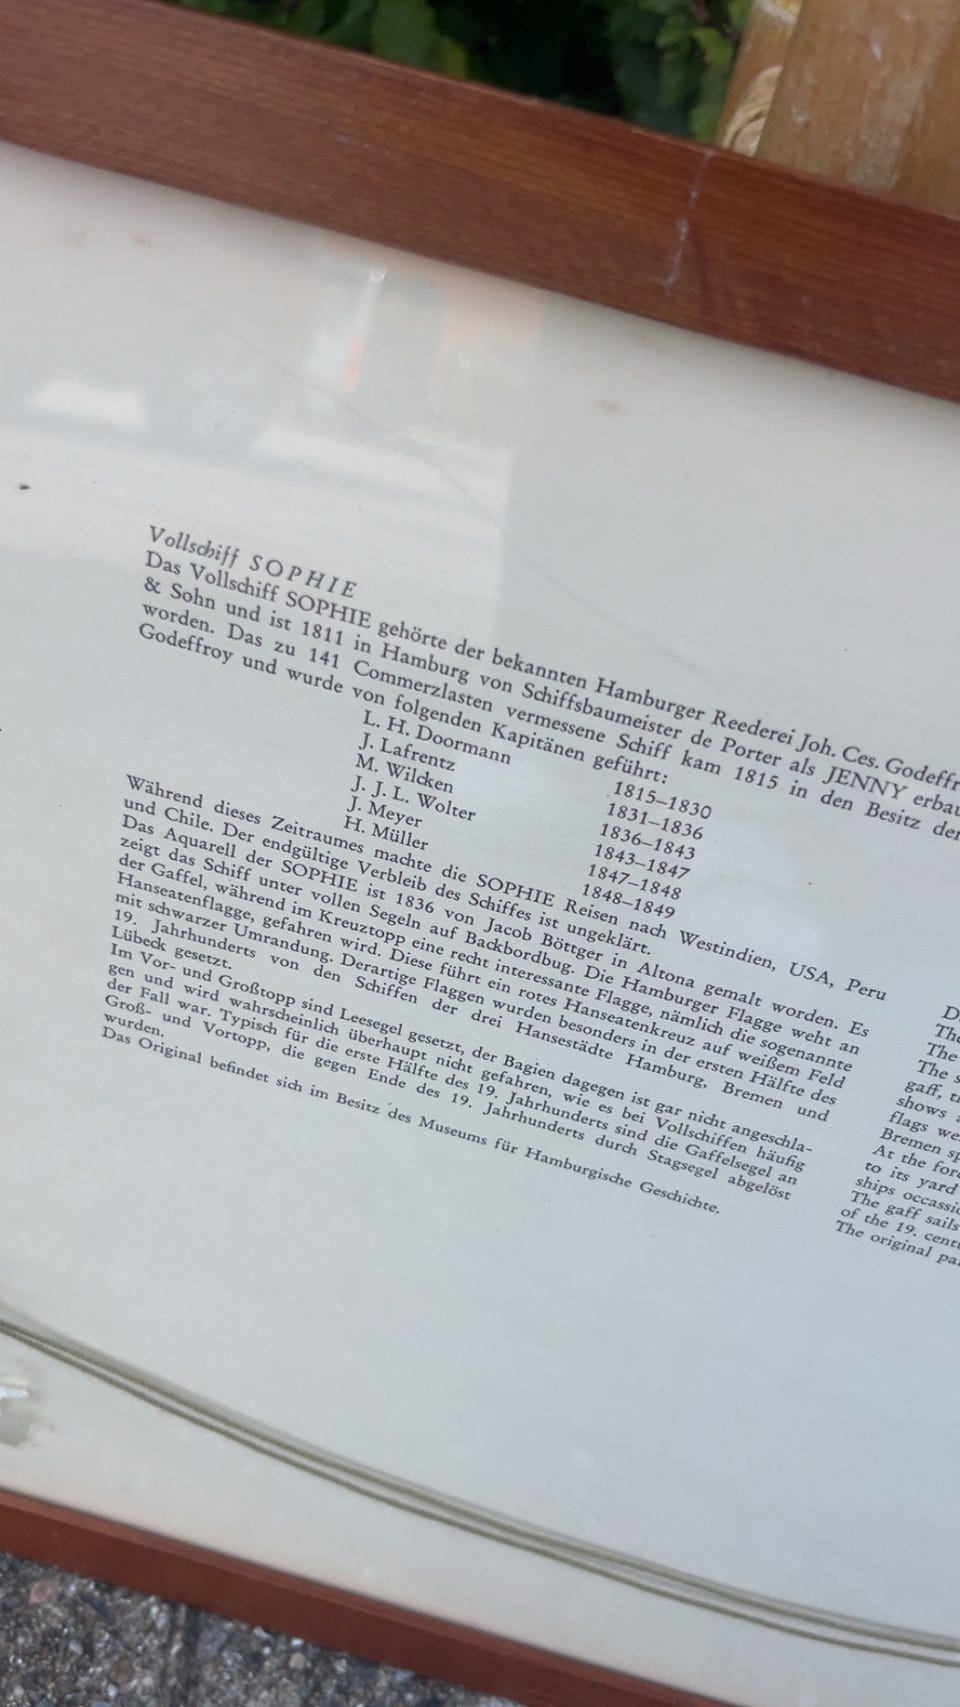 Vollschiff SOPHIE
Das Vollschiff SOPHIE gehörte der bekannten Hamburger Reederei Joh. Ces. Godeffr
& Sohn und ist 1811 in Hamburg von Schiffsbaumeister de Porter als JENNY erbau
worden. Das zu 141 Commerzlasten vermessene Schiff kam 1815 in den Besitz der
Godeffroy und wurde von folgenden Kapitänen geführt:
L. H. Doormann 1815–1830
J. Lafrentz 1831–1836
M. Wilcken 1836–1843
J. J. L. Wolter 1843–1847
J. Meyer 1847–1848
H. Müller 1848–1849
Während dieses Zeitraumes machte die SOPHIE Reisen nach Westindien, USA, Peru
und Chile. Der endgültige Verbleib des Schiffes ist ungeklärt.
Das Aquarell der SOPHIE ist 1836 von Jacob Böttger in Altona gemalt worden. Es
zeigt das Schiff unter vollen Segeln auf Backbordbug. Die Hamburger Flagge weht an
der Gaffel, während im Kreuztopp eine recht interessante Flagge, nämlich die sogenannte
Hanseatenflagge, gefahren wird. Diese führt ein rotes Hanseatenkreuz auf weißem Feld
mit schwarzer Umrandung. Derartige Flaggen wurden besonders in der ersten Hälfte des
19. Jahrhunderts von den Schiffen der drei Hansestädte Hamburg, Bremen und
Lübeck gesetzt.
Im Vor- und Großtopp sind Leesegel gesetzt, der Bagien dagegen ist gar nicht angeschla-
gen und wird wahrscheinlich überhaupt nicht gefahren, wie es bei Vollschiffen häufig
der Fall war. Typisch für die erste Hälfte des 19. Jahrhunderts sind die Gaffelsegel an
Groß- und Vortopp, die gegen Ende des 19. Jahrhunderts durch Stagsegel abgelöst
wurden.
Das Original befindet sich im Besitz des Museums für Hamburgische Geschichte.
D
The
The
The s
gaff, th
shows a
flags we
Bremen sp
At the for
to its yard
ships occassio
The gaff sails
of the 19. centu
The original pa